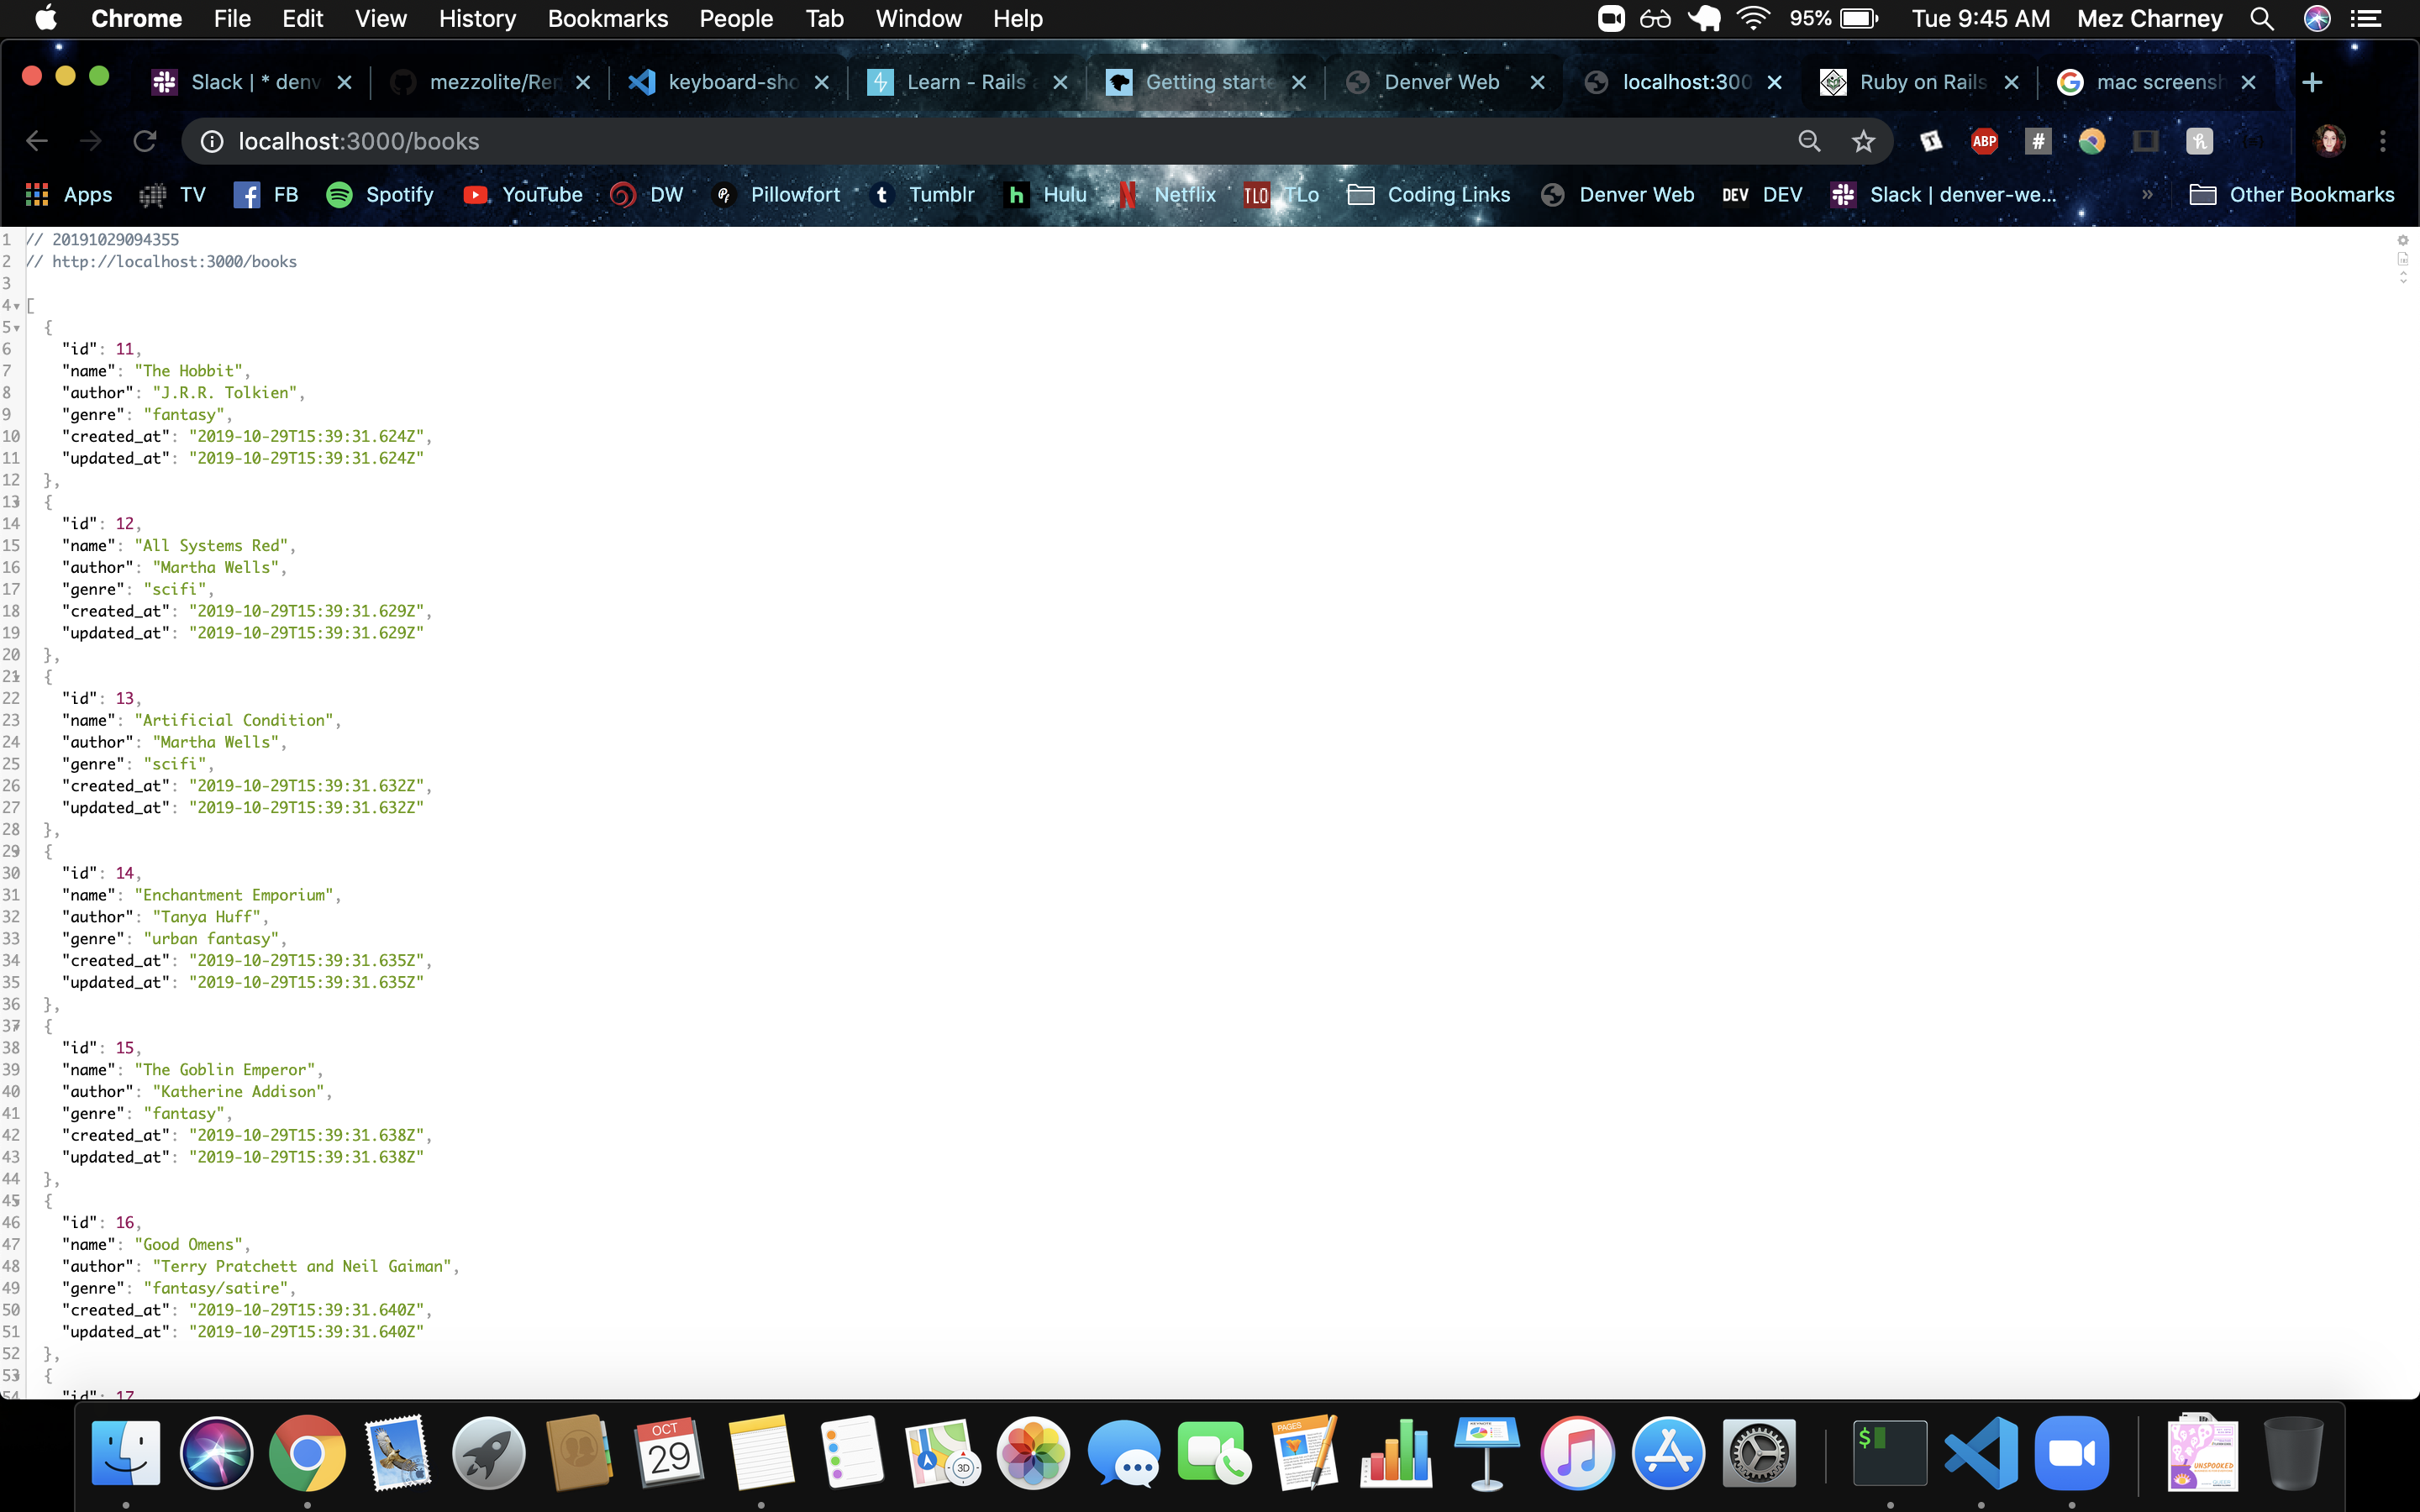 Chrome File Edit View History Bookmarks People Tab Window Help 95% Tue 9:45 AM Mez Charney
Slack | * denv mezzolite/Ren keyboard-sho Learn - Rails Getting starte Denver Web localhost:300 Ruby on Rails mac screensh
localhost:3000/books ABP #
Apps TV FB Spotify YouTube DW Pillowfort Tumblr Hulu Netflix TLO TLo Coding Links Denver Web DEV DEV Slack | denver-we... » Other Bookmarks
1 // 20191029094355
2 // http://localhost:3000/books
3
4 [
5 {
6 "id": 11,
7 "name": "The Hobbit",
8 "author": "J.R.R. Tolkien",
9 "genre": "fantasy",
10 "created_at": "2019-10-29T15:39:31.624Z",
11 "updated_at": "2019-10-29T15:39:31.624Z"
12 },
13 {
14 "id": 12,
15 "name": "All Systems Red",
16 "author": "Martha Wells",
17 "genre": "scifi",
18 "created_at": "2019-10-29T15:39:31.629Z",
19 "updated_at": "2019-10-29T15:39:31.629Z"
20 },
21 {
22 "id": 13,
23 "name": "Artificial Condition",
24 "author": "Martha Wells",
25 "genre": "scifi",
26 "created_at": "2019-10-29T15:39:31.632Z",
27 "updated_at": "2019-10-29T15:39:31.632Z"
28 },
29 {
30 "id": 14,
31 "name": "Enchantment Emporium",
32 "author": "Tanya Huff",
33 "genre": "urban fantasy",
34 "created_at": "2019-10-29T15:39:31.635Z",
35 "updated_at": "2019-10-29T15:39:31.635Z"
36 },
37 {
38 "id": 15,
39 "name": "The Goblin Emperor",
40 "author": "Katherine Addison",
41 "genre": "fantasy",
42 "created_at": "2019-10-29T15:39:31.638Z",
43 "updated_at": "2019-10-29T15:39:31.638Z"
44 },
45 {
46 "id": 16,
47 "name": "Good Omens",
48 "author": "Terry Pratchett and Neil Gaiman",
49 "genre": "fantasy/satire",
50 "created_at": "2019-10-29T15:39:31.640Z",
51 "updated_at": "2019-10-29T15:39:31.640Z"
52 },
53 {
54 "id": 17
OCT
29
3D
PAGES
$
UNSPOOKED